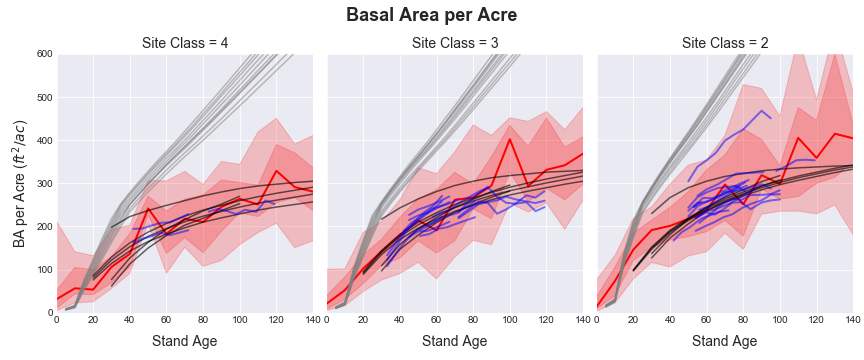 Basal Area per Acre
Site Class = 4
Site Class = 3
Site Class = 2
600
500
400
300
200
100
0
BA per Acre (ft²/ac)
0 20 40 60 80 100 120 140
0 20 40 60 80 100 120 140
0 20 40 60 80 100 120 140
Stand Age
Stand Age
Stand Age